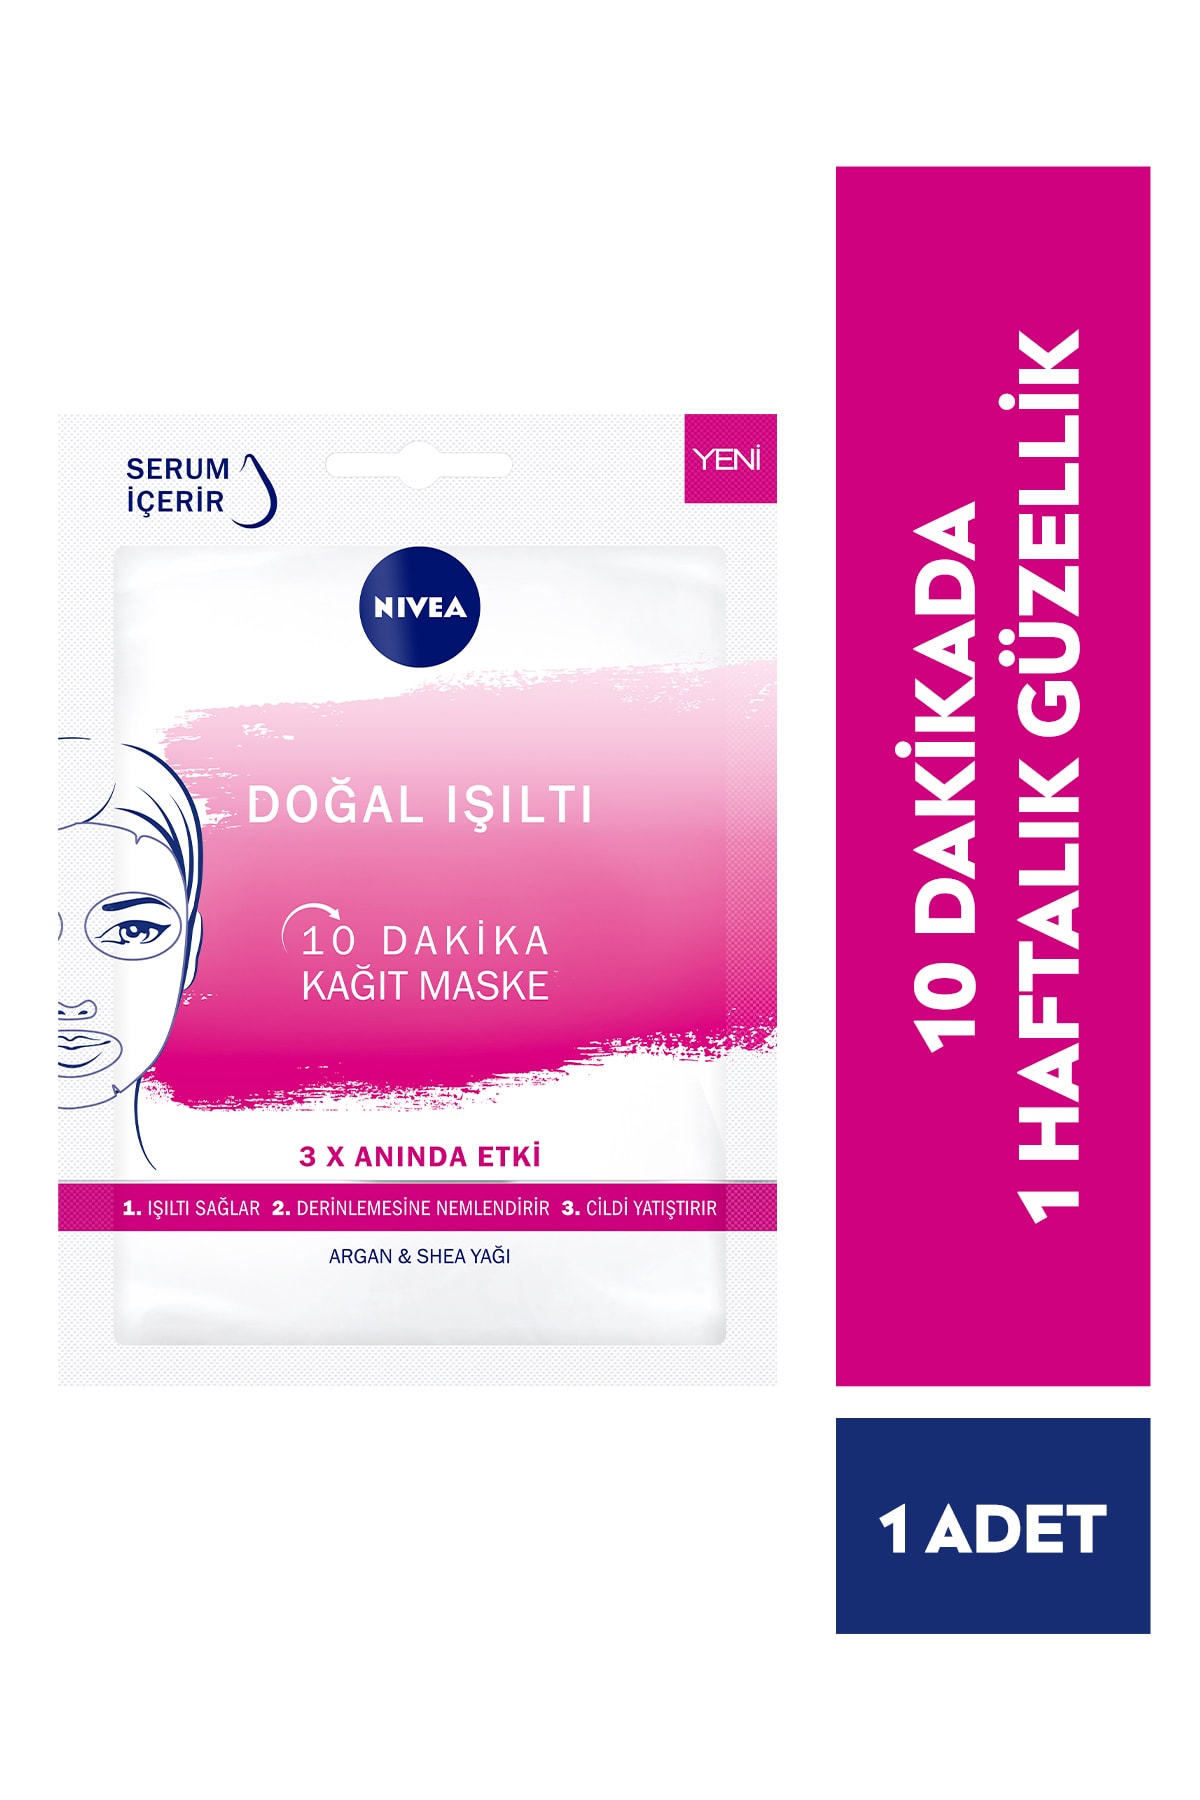 SERUM
İÇERİR
YENİ
NIVEA
DOĞAL IŞILTI
10 DAKİKA
KAĞIT MASKE
3 X ANINDA ETKİ
1. IŞILTI SAĞLAR 2. DERİNLEMESİNE NEMLENDİRİR 3. CİLDİ YATIŞTIRIR
ARGAN & SHEA YAĞI
10 DAKİKADA
1 HAFTALIK GÜZELLİK
1 ADET